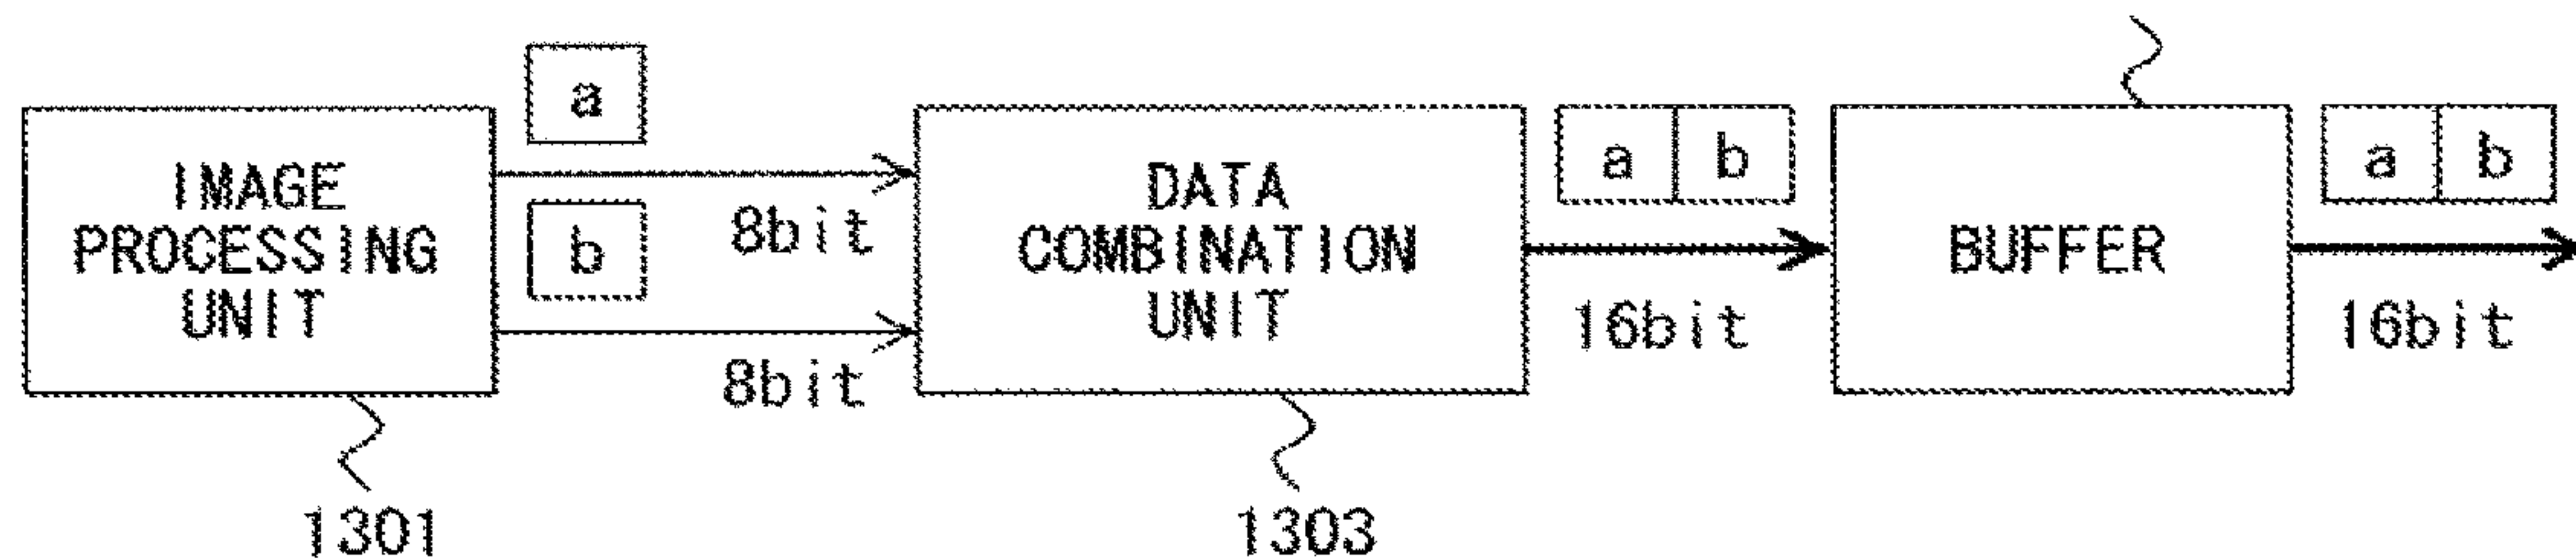 IMAGE
PROCESSING
UNIT
a
8bit
b
8bit
DATA
COMBINATION
UNIT
a b
16bit
BUFFER
a b
16bit
1301
1303